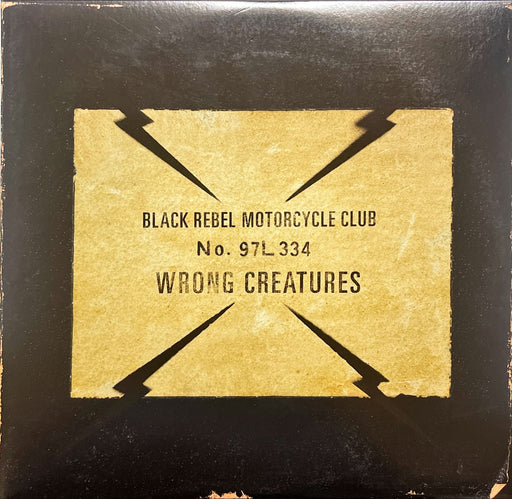 BLACK REBEL MOTORCYCLE CLUB
No. 97L 334
WRONG CREATURES